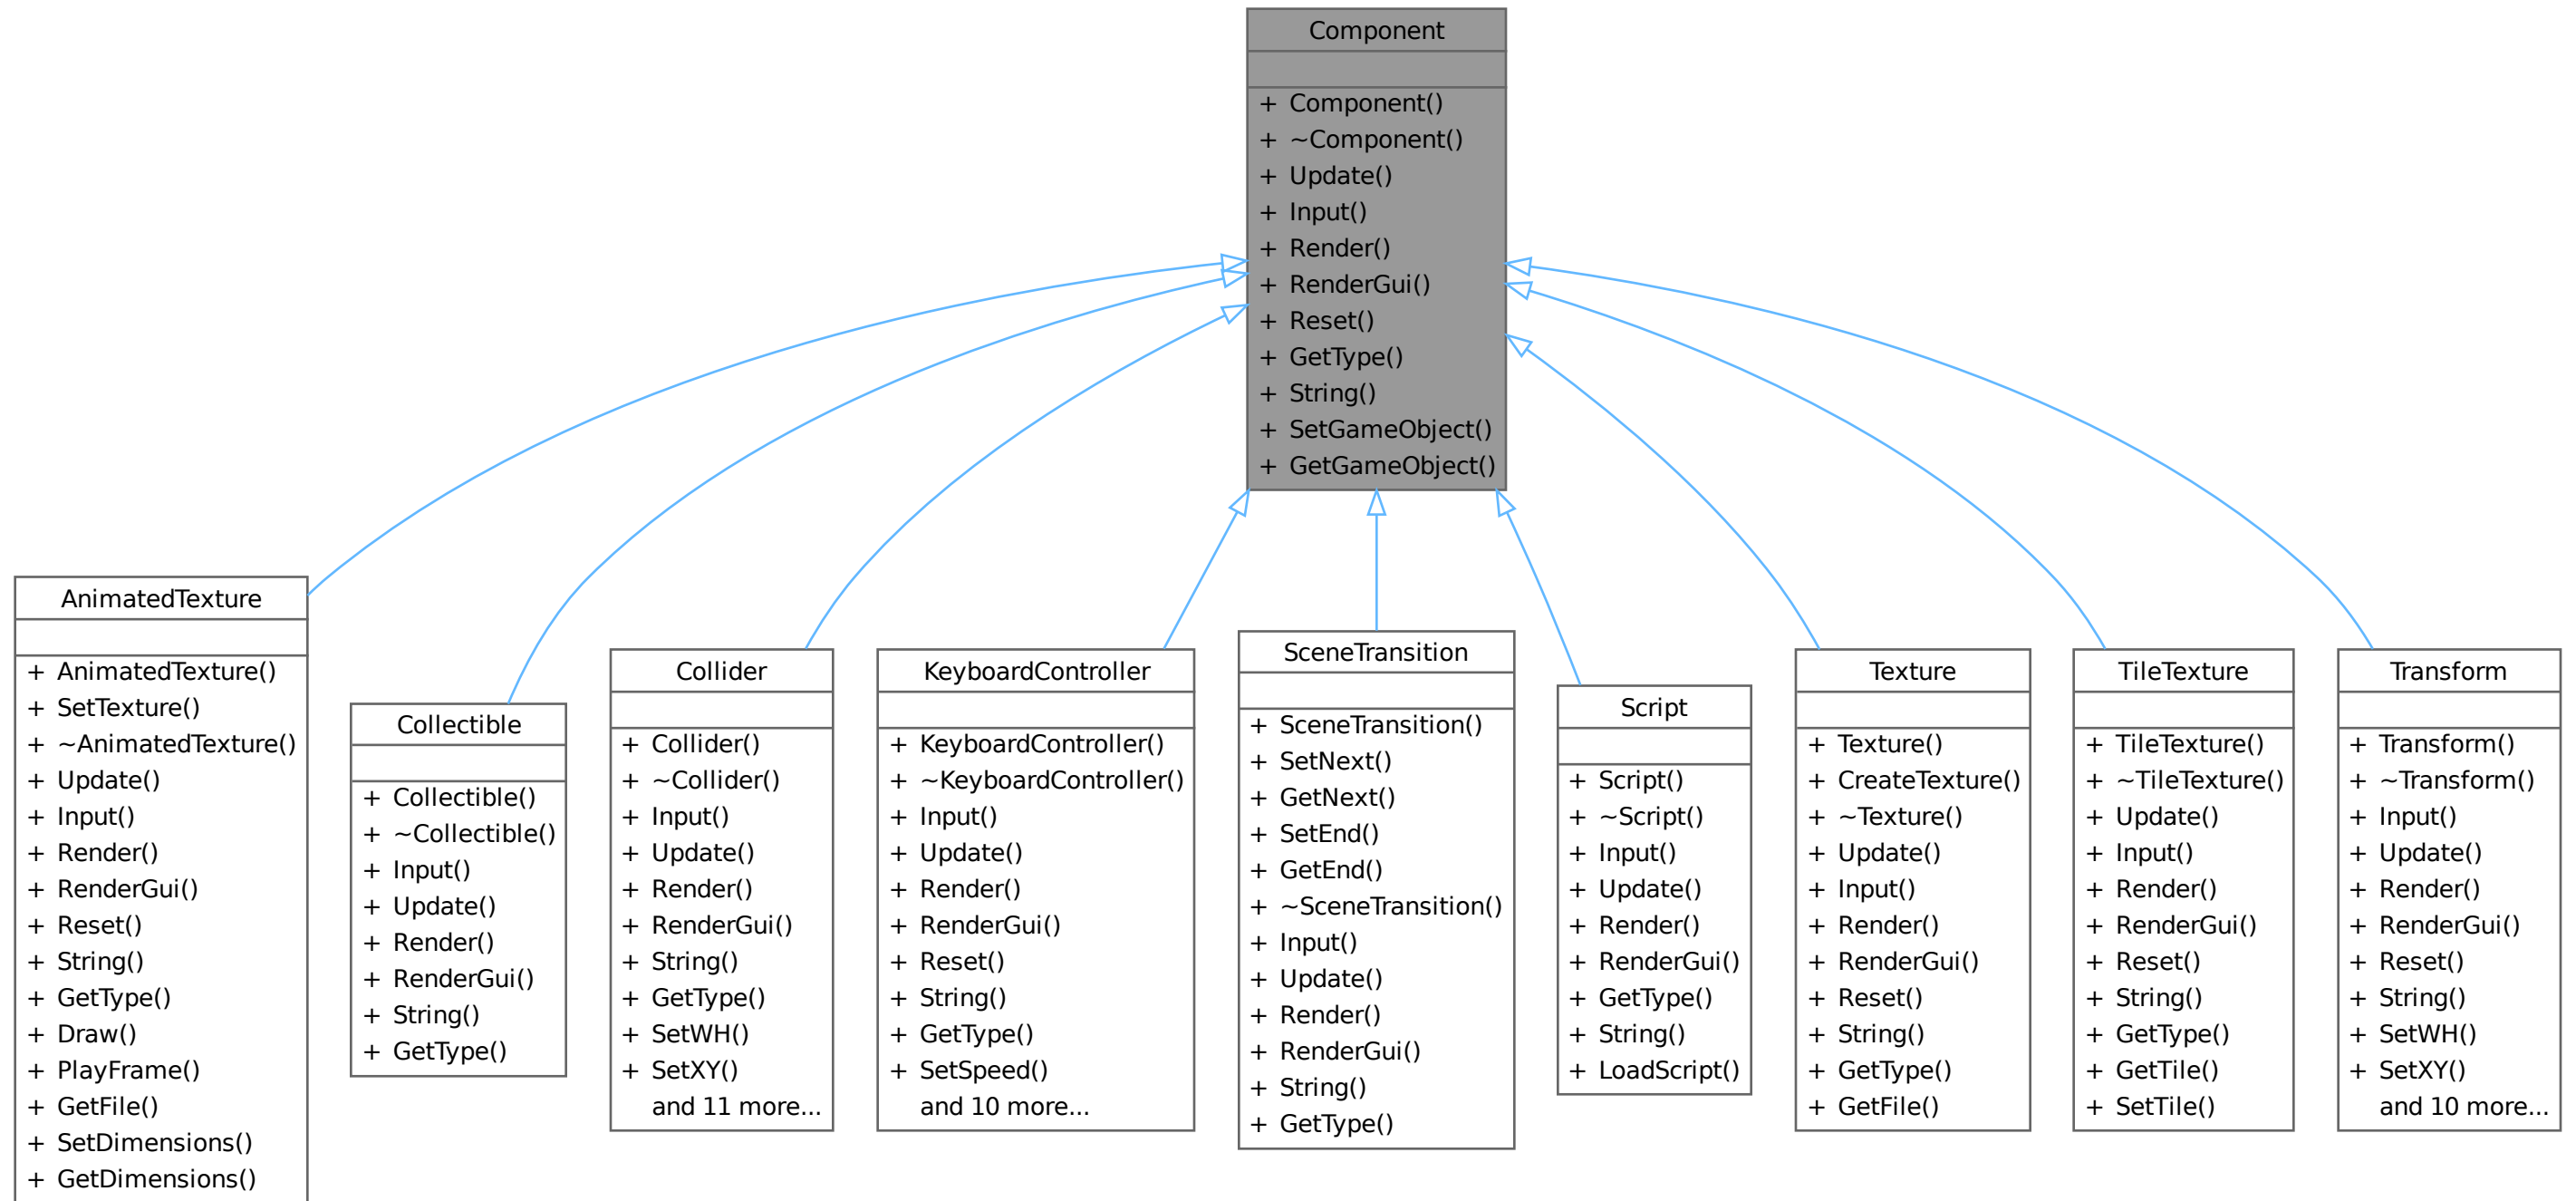 Component
+ Component()
+ ~Component()
+ Update()
+ Input()
+ Render()
+ RenderGui()
+ Reset()
+ GetType()
+ String()
+ SetGameObject()
+ GetGameObject()
AnimatedTexture
+ AnimatedTexture()
+ SetTexture()
+ ~AnimatedTexture()
+ Update()
+ Input()
+ Render()
+ RenderGui()
+ Reset()
+ String()
+ GetType()
+ Draw()
+ PlayFrame()
+ GetFile()
+ SetDimensions()
+ GetDimensions()
Collectible
+ Collectible()
+ ~Collectible()
+ Input()
+ Update()
+ Render()
+ RenderGui()
+ String()
+ GetType()
Collider
+ Collider()
+ ~Collider()
+ Input()
+ Update()
+ Render()
+ RenderGui()
+ String()
+ GetType()
+ SetWH()
+ SetXY()
and 11 more...
KeyboardController
+ KeyboardController()
+ ~KeyboardController()
+ Input()
+ Update()
+ Render()
+ RenderGui()
+ Reset()
+ String()
+ GetType()
+ SetSpeed()
and 10 more...
SceneTransition
+ SceneTransition()
+ SetNext()
+ GetNext()
+ SetEnd()
+ GetEnd()
+ ~SceneTransition()
+ Input()
+ Update()
+ Render()
+ RenderGui()
+ String()
+ GetType()
Script
+ Script()
+ ~Script()
+ Input()
+ Update()
+ Render()
+ RenderGui()
+ GetType()
+ String()
+ LoadScript()
Texture
+ Texture()
+ CreateTexture()
+ ~Texture()
+ Update()
+ Input()
+ Render()
+ RenderGui()
+ Reset()
+ String()
+ GetType()
+ GetFile()
TileTexture
+ TileTexture()
+ ~TileTexture()
+ Update()
+ Input()
+ Render()
+ RenderGui()
+ Reset()
+ String()
+ GetType()
+ GetTile()
+ SetTile()
Transform
+ Transform()
+ ~Transform()
+ Input()
+ Update()
+ Render()
+ RenderGui()
+ Reset()
+ String()
+ SetWH()
+ SetXY()
and 10 more...